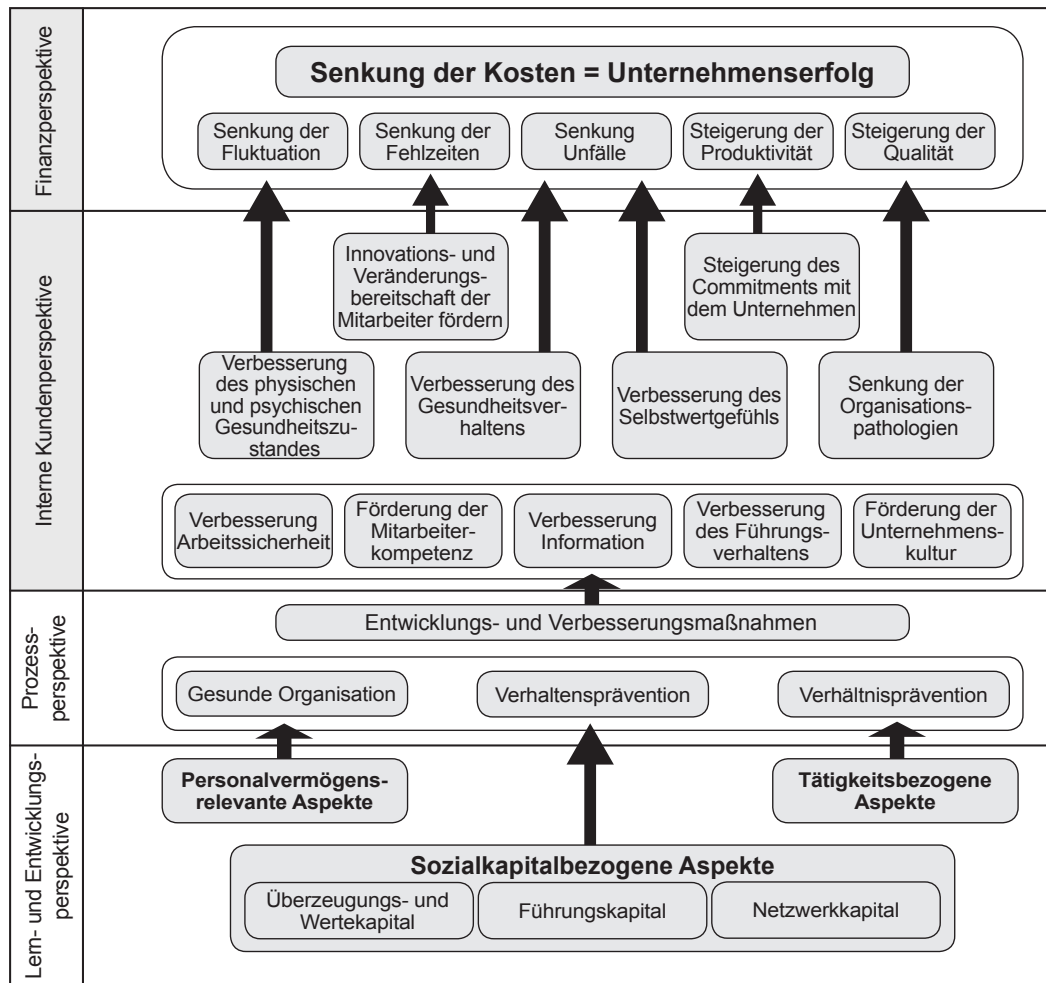 Finanzperspektive
Senkung der Kosten = Unternehmenserfolg
Senkung der
Fluktuation
Senkung der
Fehlzeiten
Senkung
Unfälle
Steigerung der
Produktivität
Steigerung der
Qualität
Interne Kundenperspektive
Innovations- und
Veränderungs-
bereitschaft der
Mitarbeiter fördern
Steigerung des
Commitments mit
dem Unternehmen
Verbesserung
des physischen
und psychischen
Gesundheitszu-
standes
Verbesserung des
Gesundheitsver-
haltens
Verbesserung des
Selbstwertgefühls
Senkung der
Organisations-
pathologien
Verbesserung
Arbeitssicherheit
Förderung der
Mitarbeiter-
kompetenz
Verbesserung
Information
Verbesserung
des Führungs-
verhaltens
Förderung der
Unternehmens-
kultur
Prozess-
perspektive
Entwicklungs- und Verbesserungsmaßnahmen
Gesunde Organisation
Verhaltensprävention
Verhältnisprävention
Lern- und Entwicklungs-
perspektive
Personalvermögens-
relevante Aspekte
Tätigkeitsbezogene
Aspekte
Sozialkapitalbezogene Aspekte
Überzeugungs- und
Wertekapital
Führungskapital
Netzwerkkapital